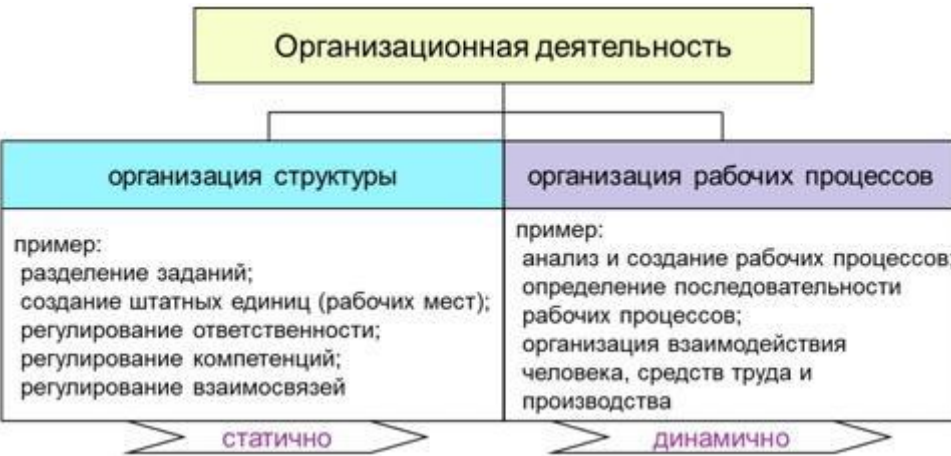 Организационная деятельность
организация структуры
пример:
разделение заданий;
создание штатных единиц (рабочих мест);
регулирование ответственности;
регулирование компетенций;
регулирование взаимосвязей
статично
организация рабочих процессов
пример:
анализ и создание рабочих процессов;
определение последовательности
рабочих процессов;
организация взаимодействия
человека, средств труда и
производства
динамично